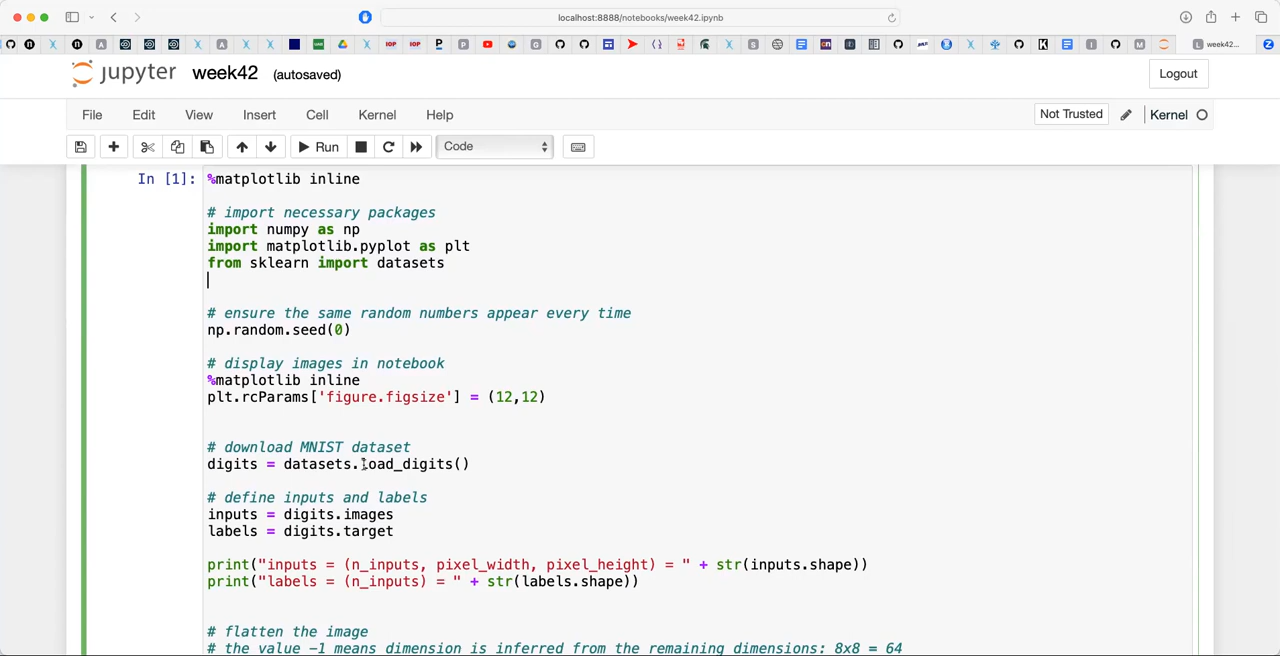 localhost:8888/notebooks/week42.ipynb
week42...
jupyter week42 (autosaved)
Logout
File Edit View Insert Cell Kernel Help
Not Trusted
Kernel
Run
Code
In [1]:
%matplotlib inline
# import necessary packages
import numpy as np
import matplotlib.pyplot as plt
from sklearn import datasets
# ensure the same random numbers appear every time
np.random.seed(0)
# display images in notebook
%matplotlib inline
plt.rcParams['figure.figsize'] = (12,12)
# download MNIST dataset
digits = datasets.load_digits()
# define inputs and labels
inputs = digits.images
labels = digits.target
print("inputs = (n_inputs, pixel_width, pixel_height) = " + str(inputs.shape))
print("labels = (n_inputs) = " + str(labels.shape))
# flatten the image
# the value -1 means dimension is inferred from the remaining dimensions: 8x8 = 64